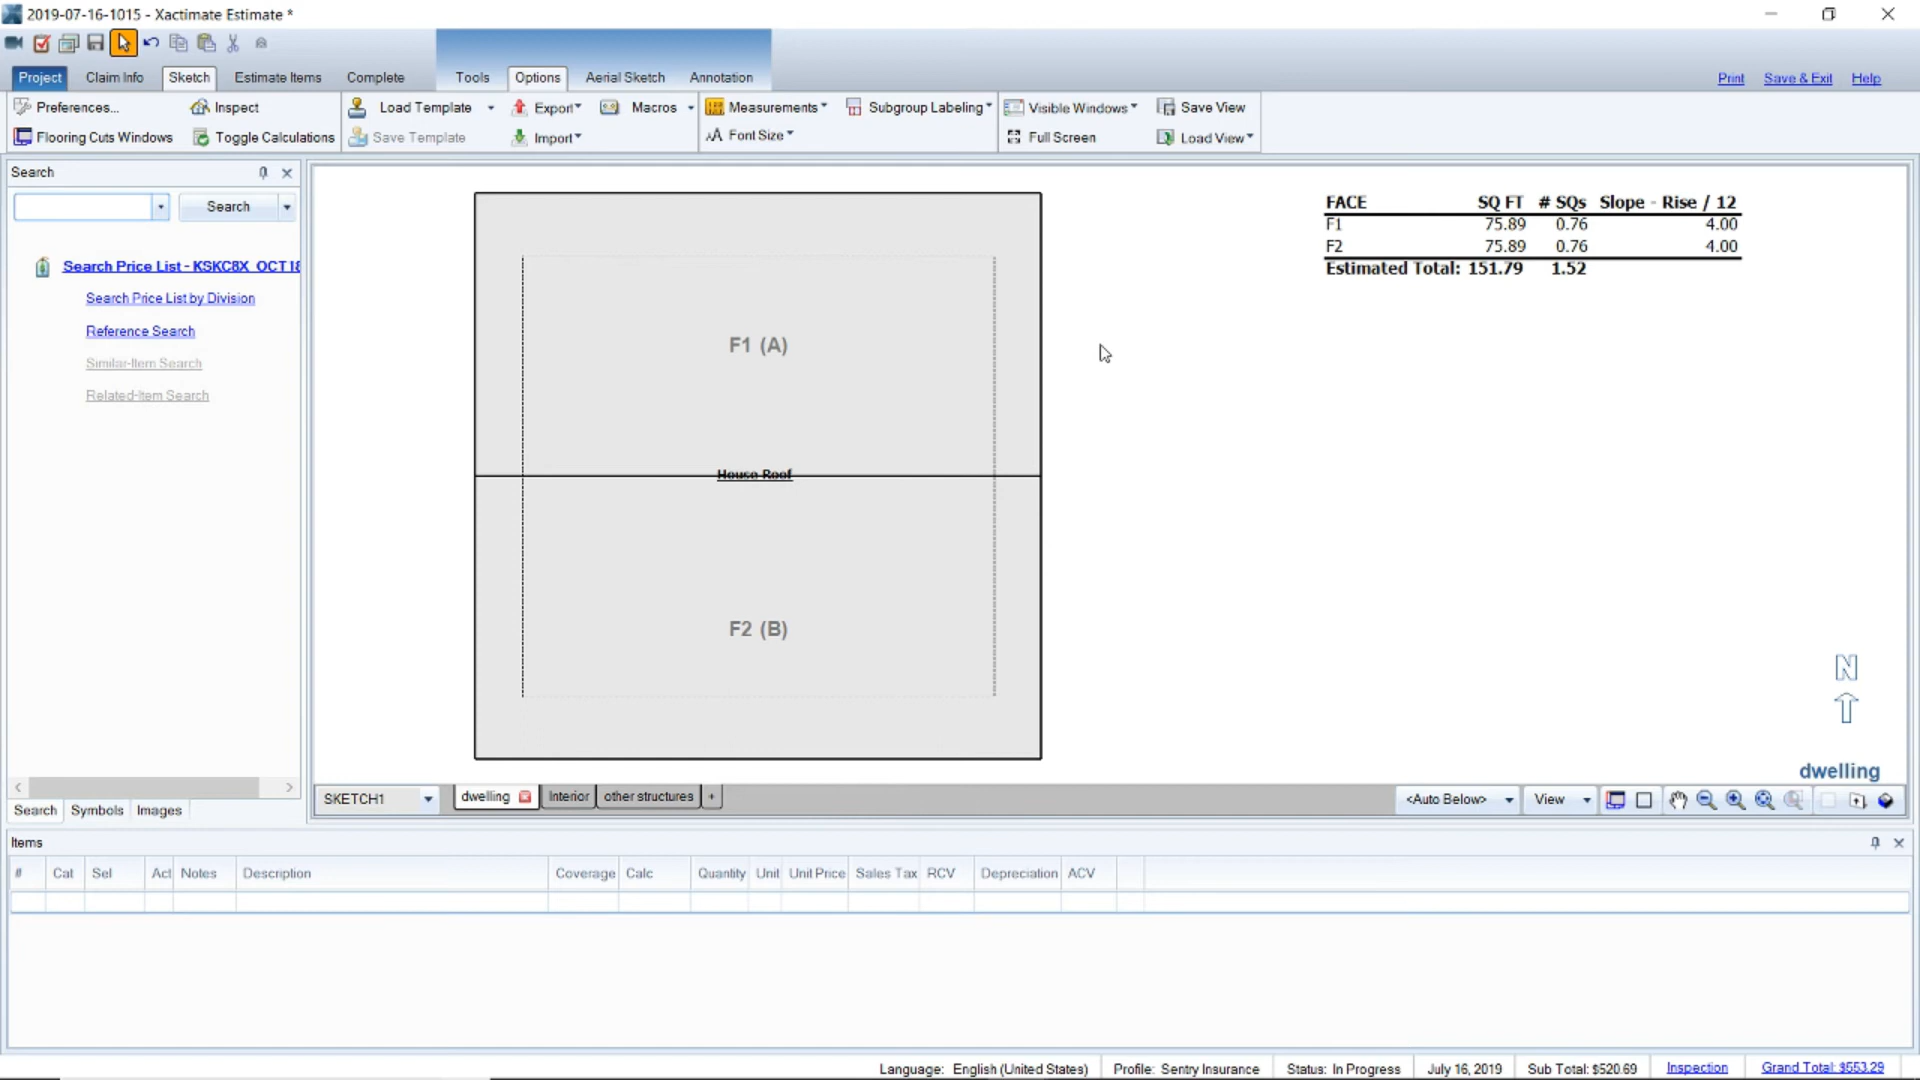 2019-07-16-1015 - Xactimate Estimate *
Project Claim Info Sketch Estimate Items Complete Tools Options Aerial Sketch Annotation Print Save & Exit Help
Preferences... Inspect Load Template Export Macros Measurements Subgroup Labeling Visible Windows Save View
Flooring Cuts Windows Toggle Calculations Save Template Import AA Font Size Full Screen Load View
Search
Search
Search Price List - KSKC8X_OCT18
Search Price List by Division
Reference Search
Similar-Item Search
Related-Item Search
FACE SQ FT # SQs Slope - Rise / 12
F1 75.89 0.76 4.00
F2 75.89 0.76 4.00
Estimated Total: 151.79 1.52
F1 (A)
House Roof
F2 (B)
N
dwelling
SKETCH1 dwelling Interior other structures + <Auto Below> View
Search Symbols Images
Items
# Cat Sel Act Notes Description Coverage Calc Quantity Unit Unit Price Sales Tax RCV Depreciation ACV
Language: English (United States) Profile: Sentry Insurance Status: In Progress July 16, 2019 Sub Total: $520.69 Inspection Grand Total: $553.29